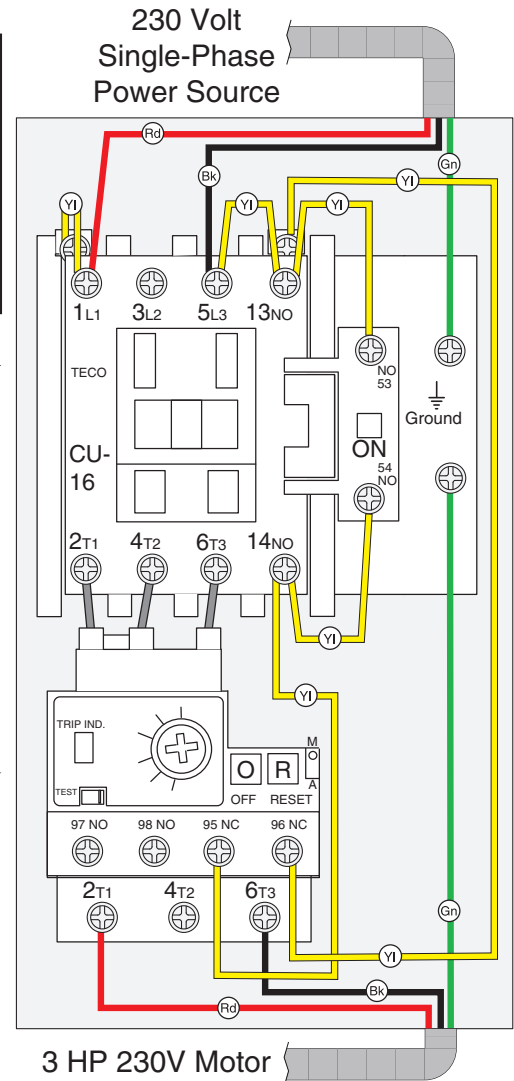 230 Volt
Single-Phase
Power Source
Rd
Gn
Bk
Yl
Yl
Yl
Yl
1L1 3L2 5L3 13NO
TECO
NO
53
Ground
CU-
16
ON
54
NO
2T1 4T2 6T3 14NO
Yl
Yl
TRIP IND.
M
O R
TEST
A
OFF RESET
97 NO 98 NO 95 NC 96 NC
2T1 4T2 6T3
Gn
Yl
Bk
Rd
3 HP 230V Motor